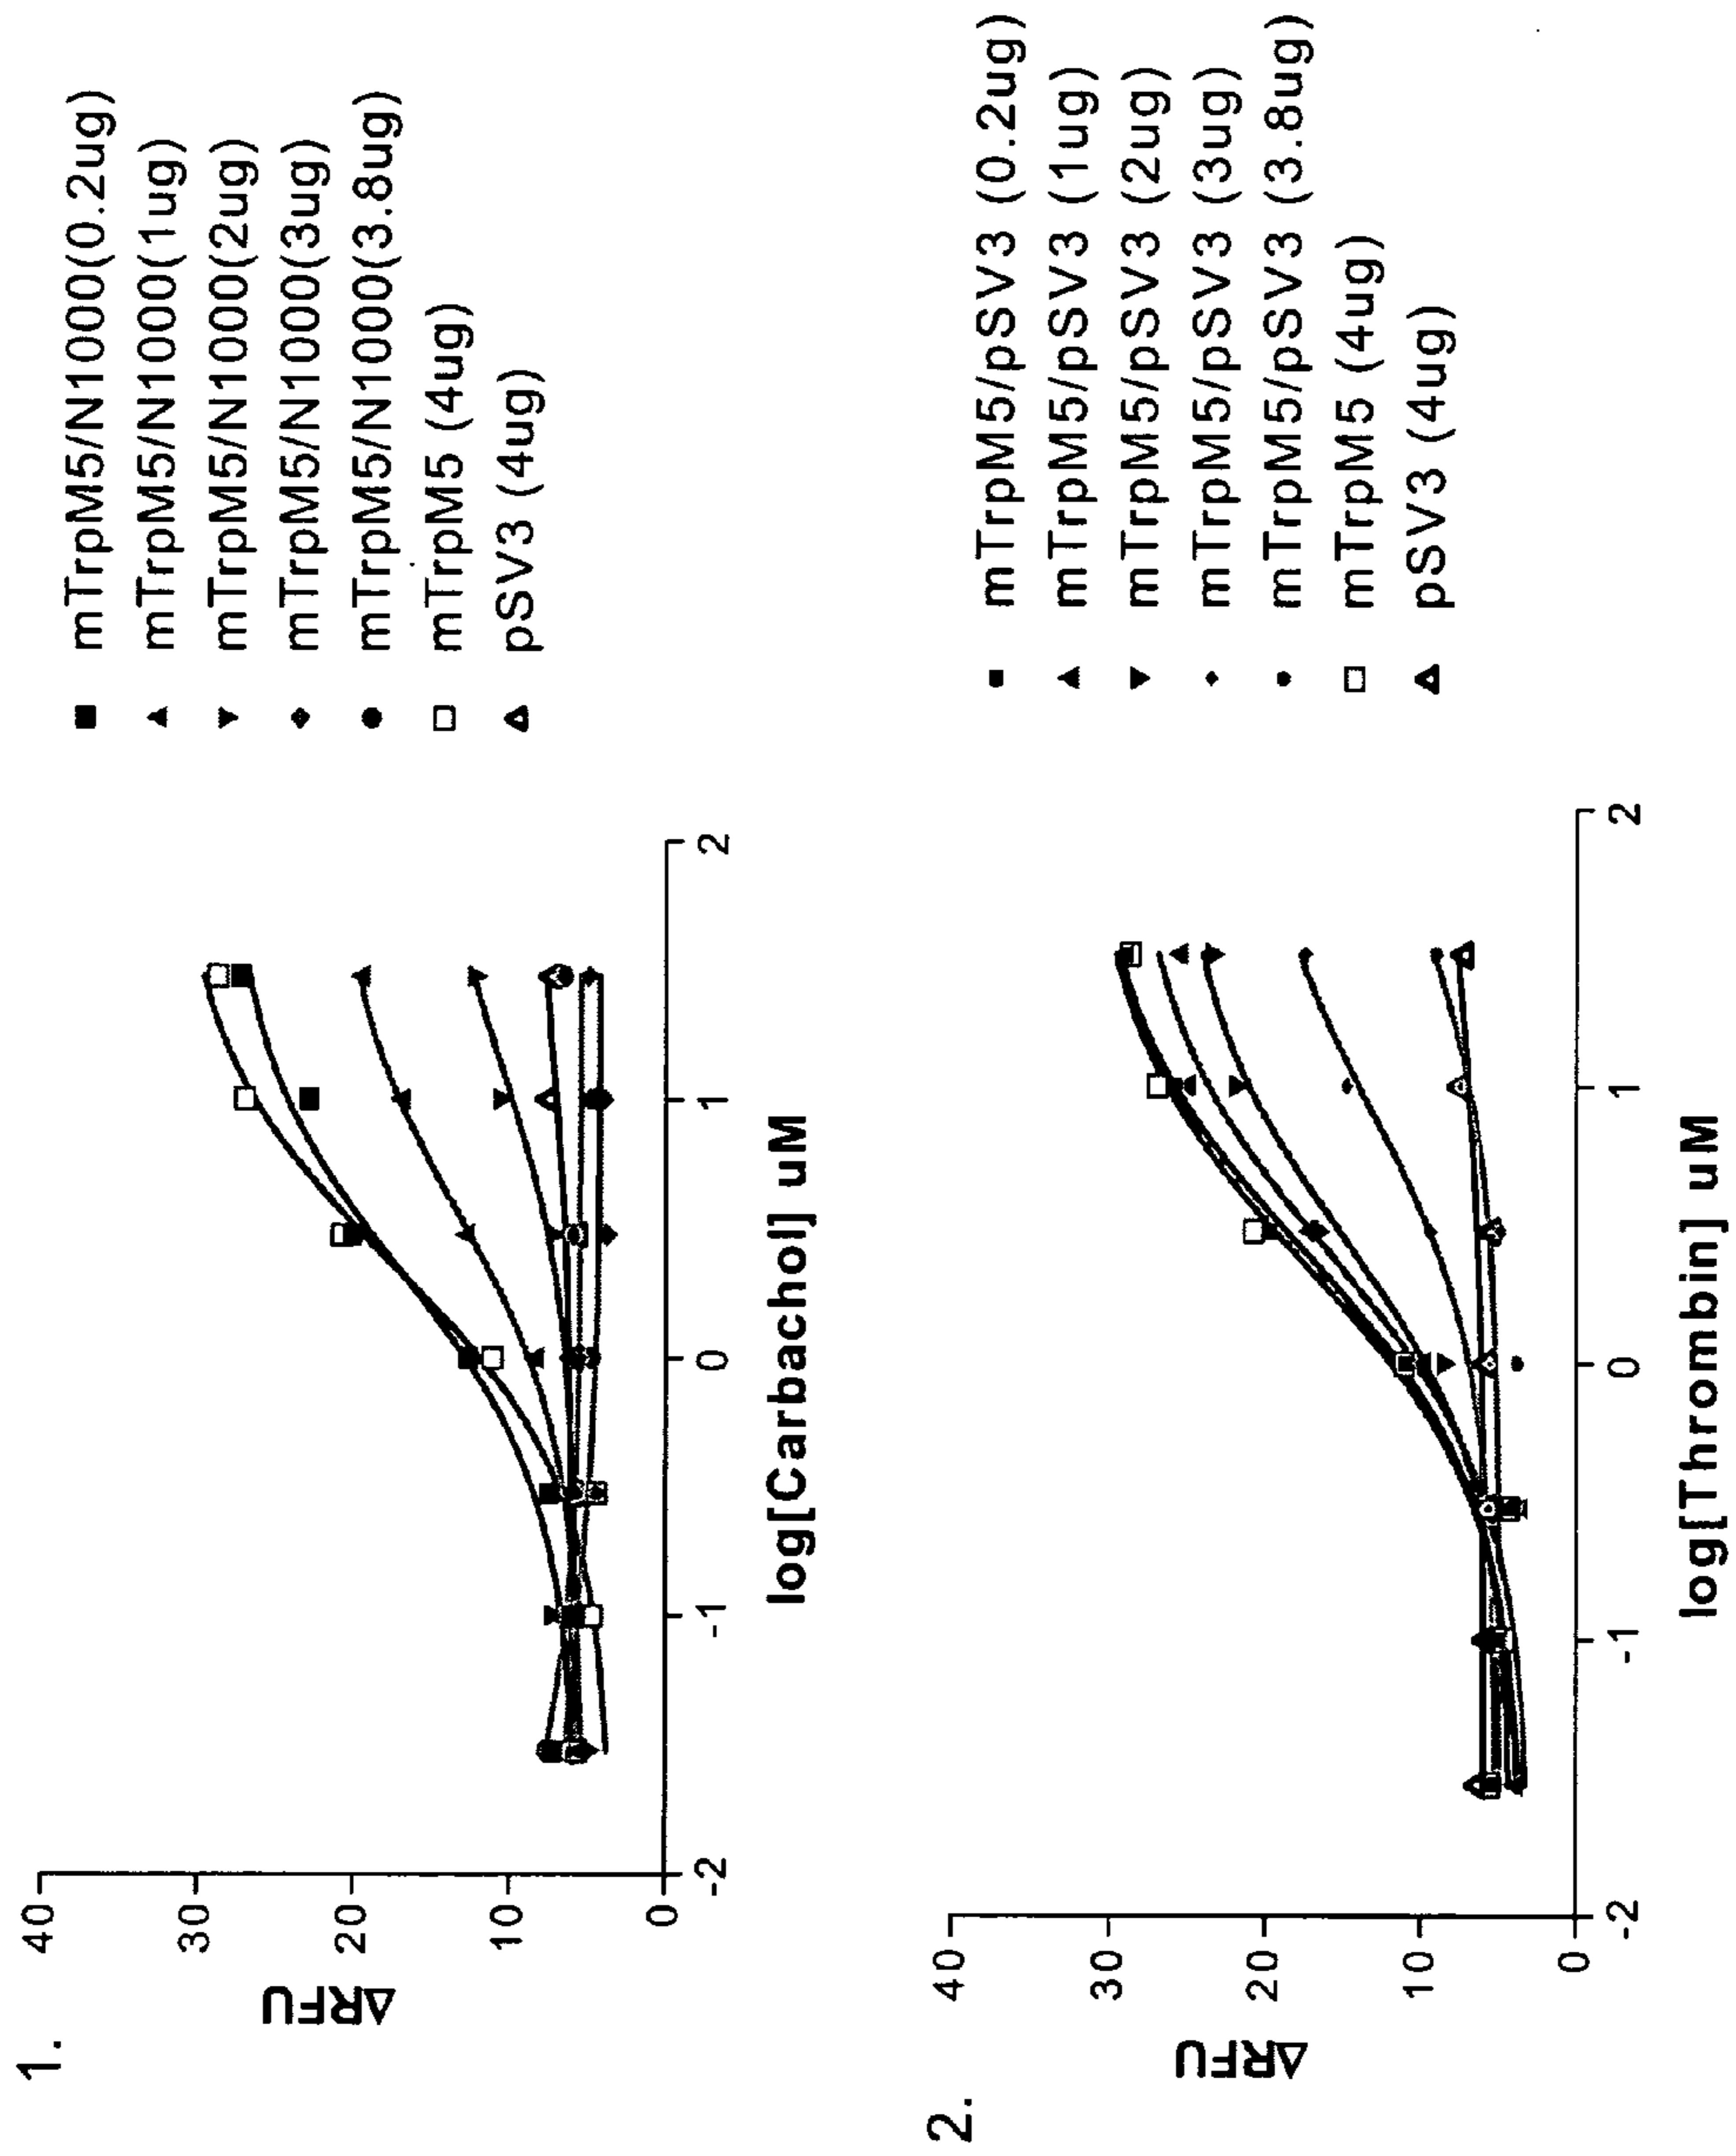 1.
ΔRFU
40
30
20
10
0
-2
-1
0
1
2
log[Carbachol] uM
mTrpM5/N1000(0.2ug)
mTrpM5/N1000(1ug)
mTrpM5/N1000(2ug)
mTrpM5/N1000(3ug)
mTrpM5/N1000(3.8ug)
mTrpM5 (4ug)
pSV3 (4ug)
2.
ΔRFU
40
30
20
10
0
-2
-1
0
1
2
log[Thrombin] uM
mTrpM5/pSV3 (0.2ug)
mTrpM5/pSV3 (1ug)
mTrpM5/pSV3 (2ug)
mTrpM5/pSV3 (3ug)
mTrpM5/pSV3 (3.8ug)
mTrpM5 (4ug)
pSV3 (4ug)